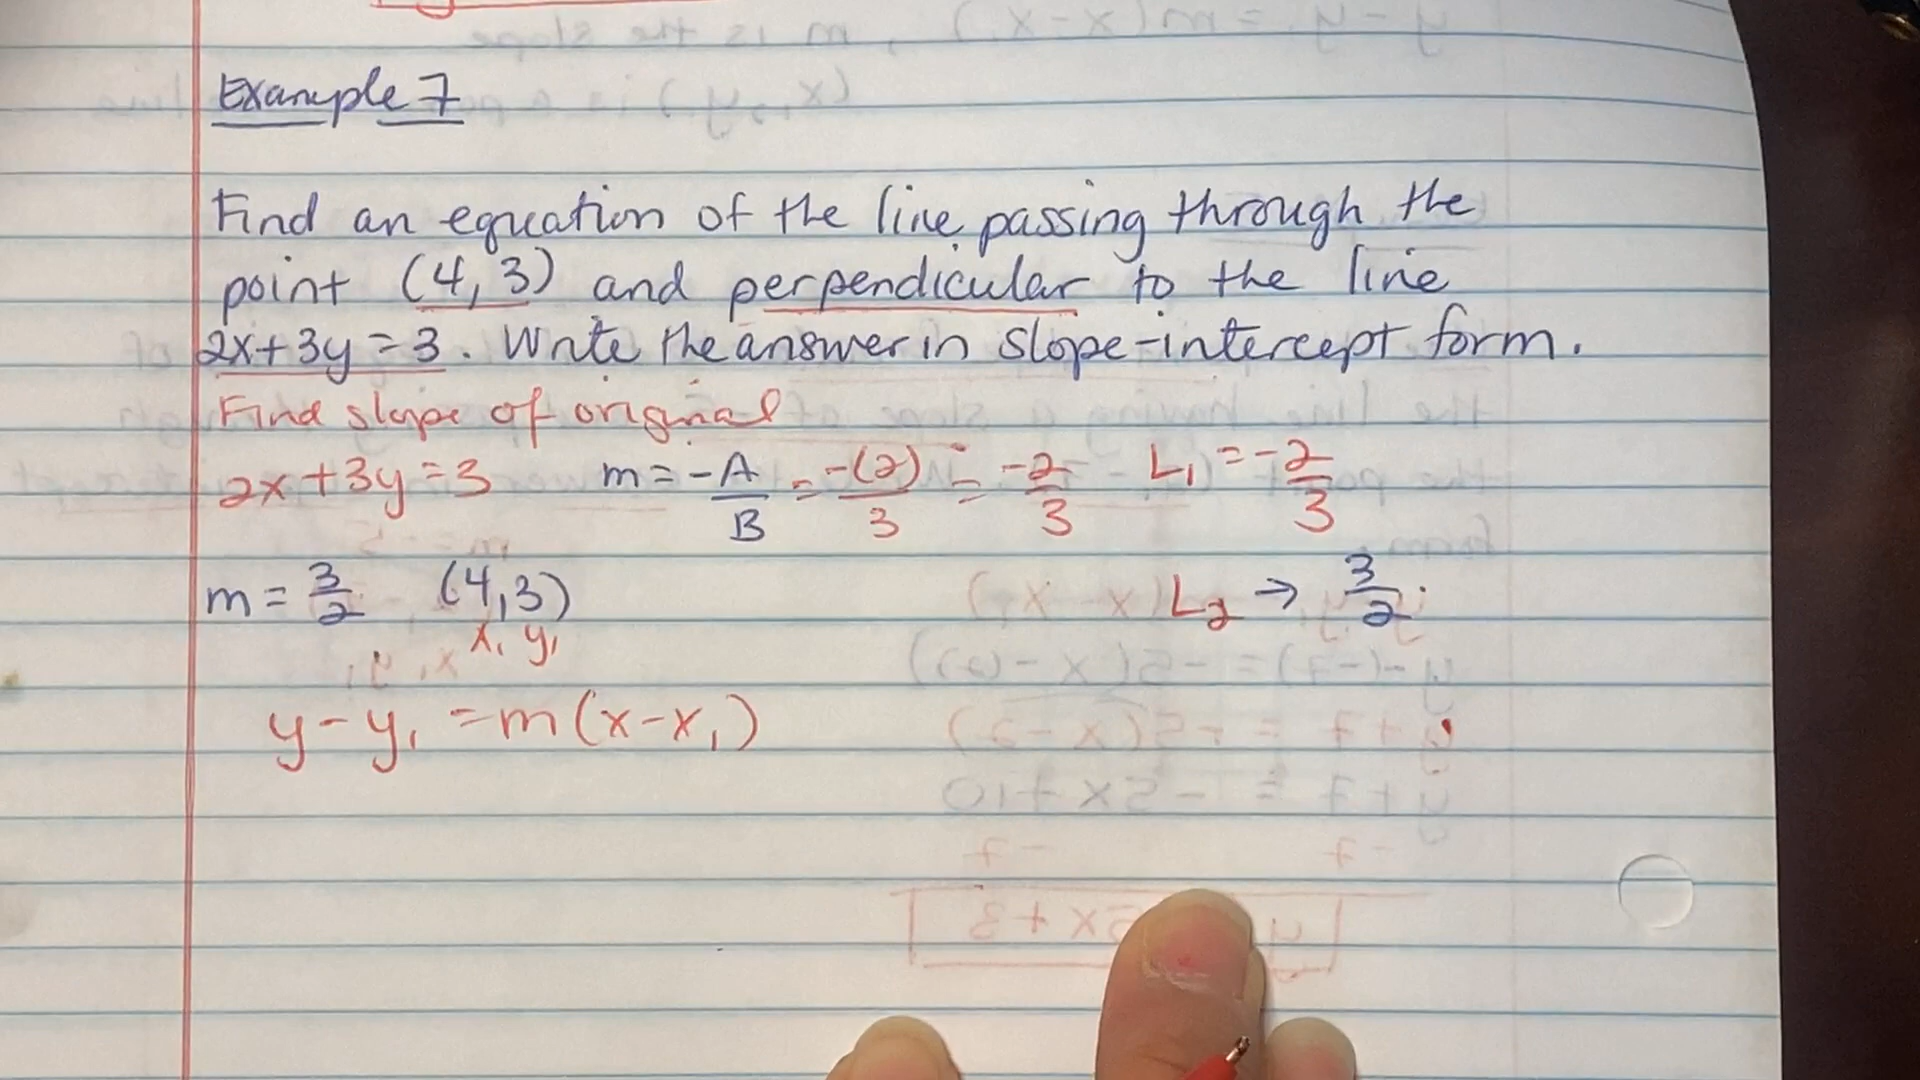 Example 7
Find an equation of the line passing through the
point (4, 3) and perpendicular to the line
2x+3y=3. Write the answer in slope-intercept form.
Find slope of original
2x+3y=3 m=-A/B = -(2)/3 = -2/3 L₁ = -2/3
m = 3/2 (4,3) L₂ → 3/2.
x₁ y₁
y-y₁ = m(x-x₁)